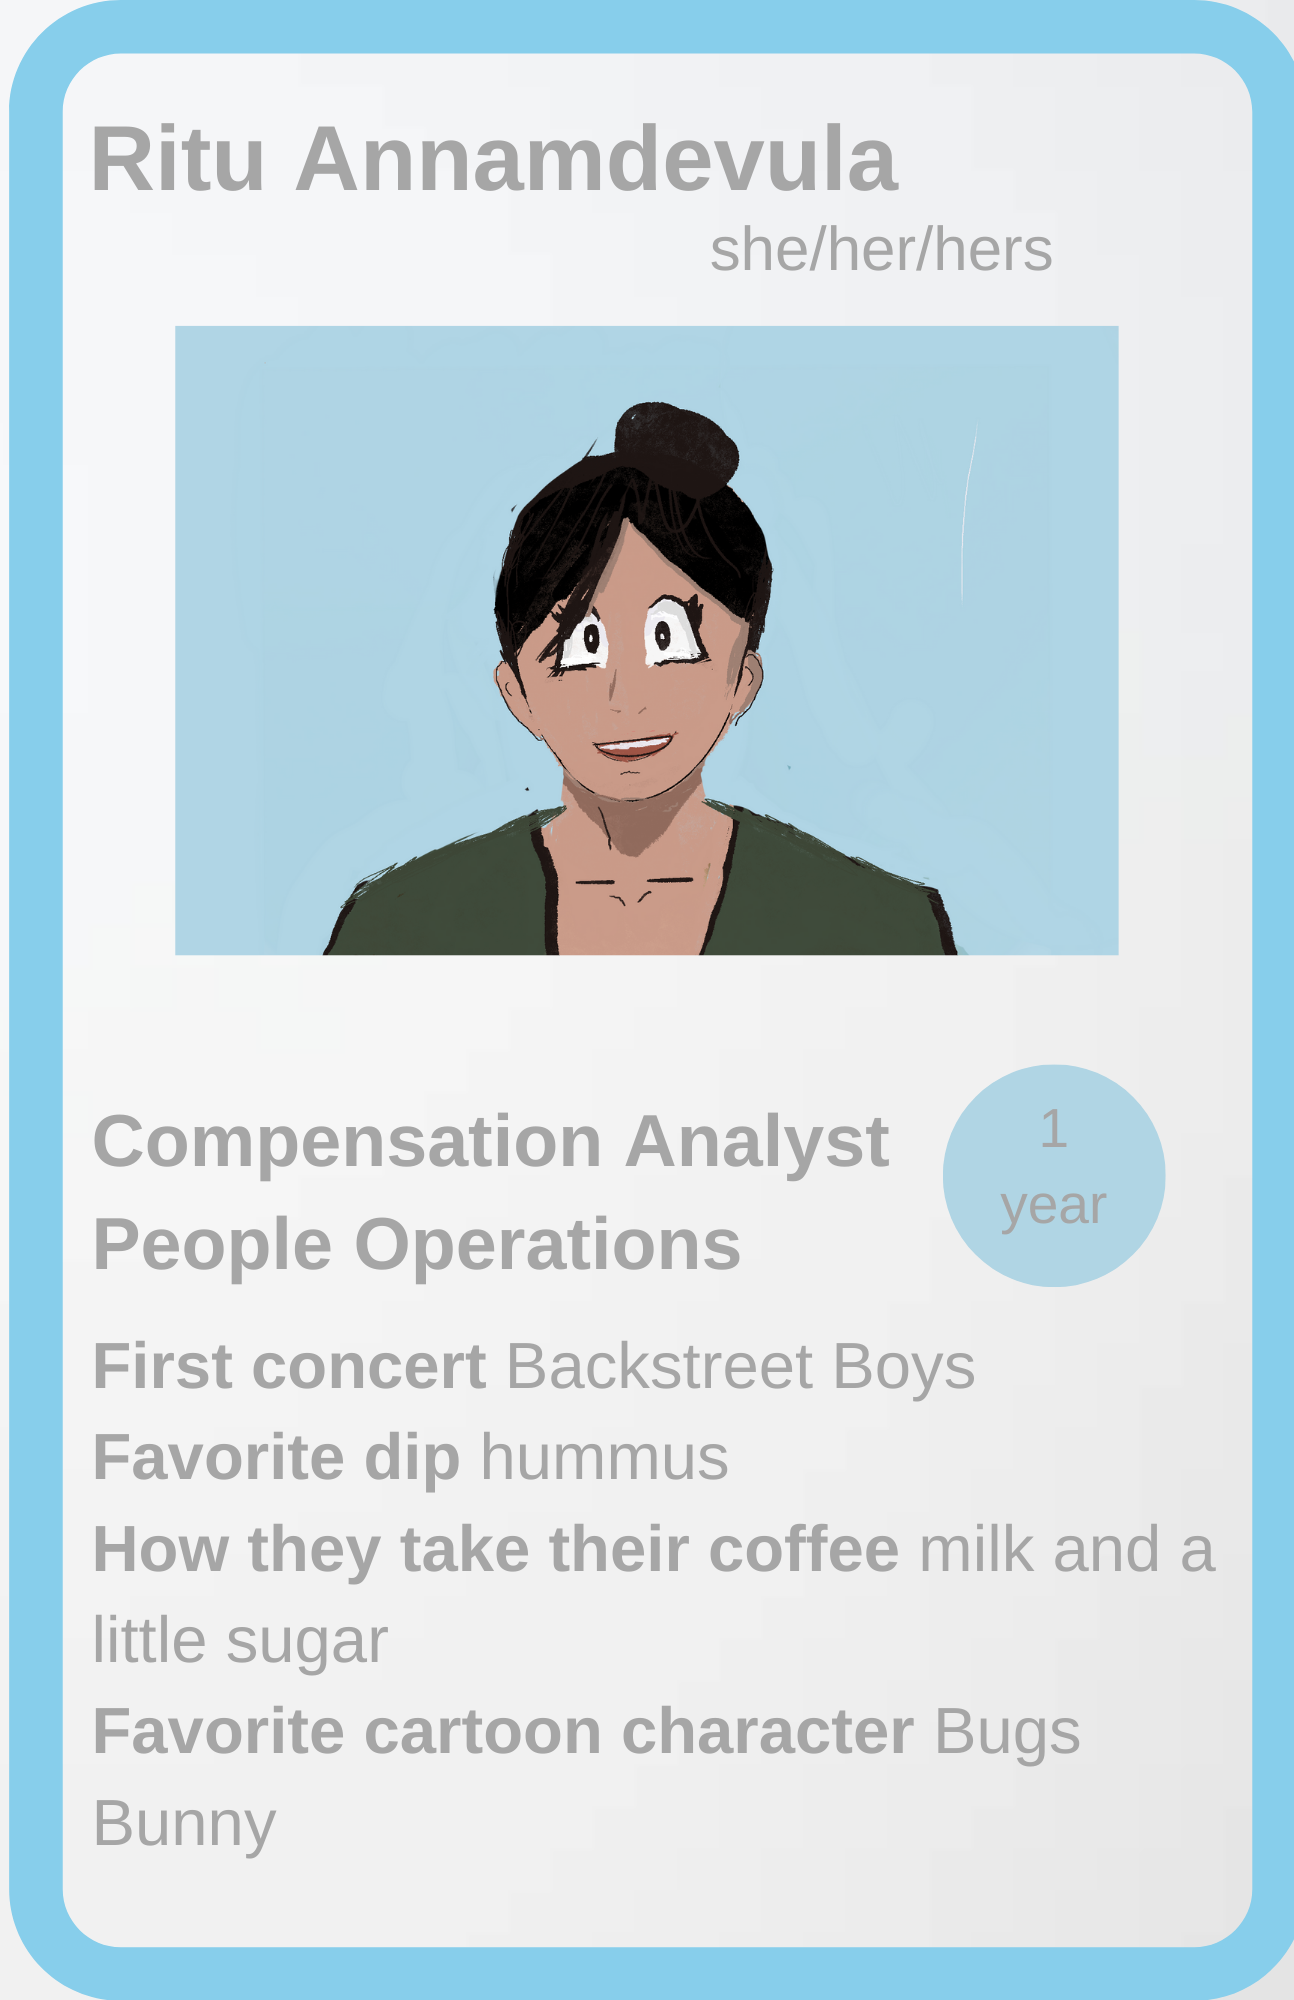 Ritu Annamdevula
she/her/hers
Compensation Analyst
People Operations
1
year
First concert Backstreet Boys
Favorite dip hummus
How they take their coffee milk and a
little sugar
Favorite cartoon character Bugs
Bunny